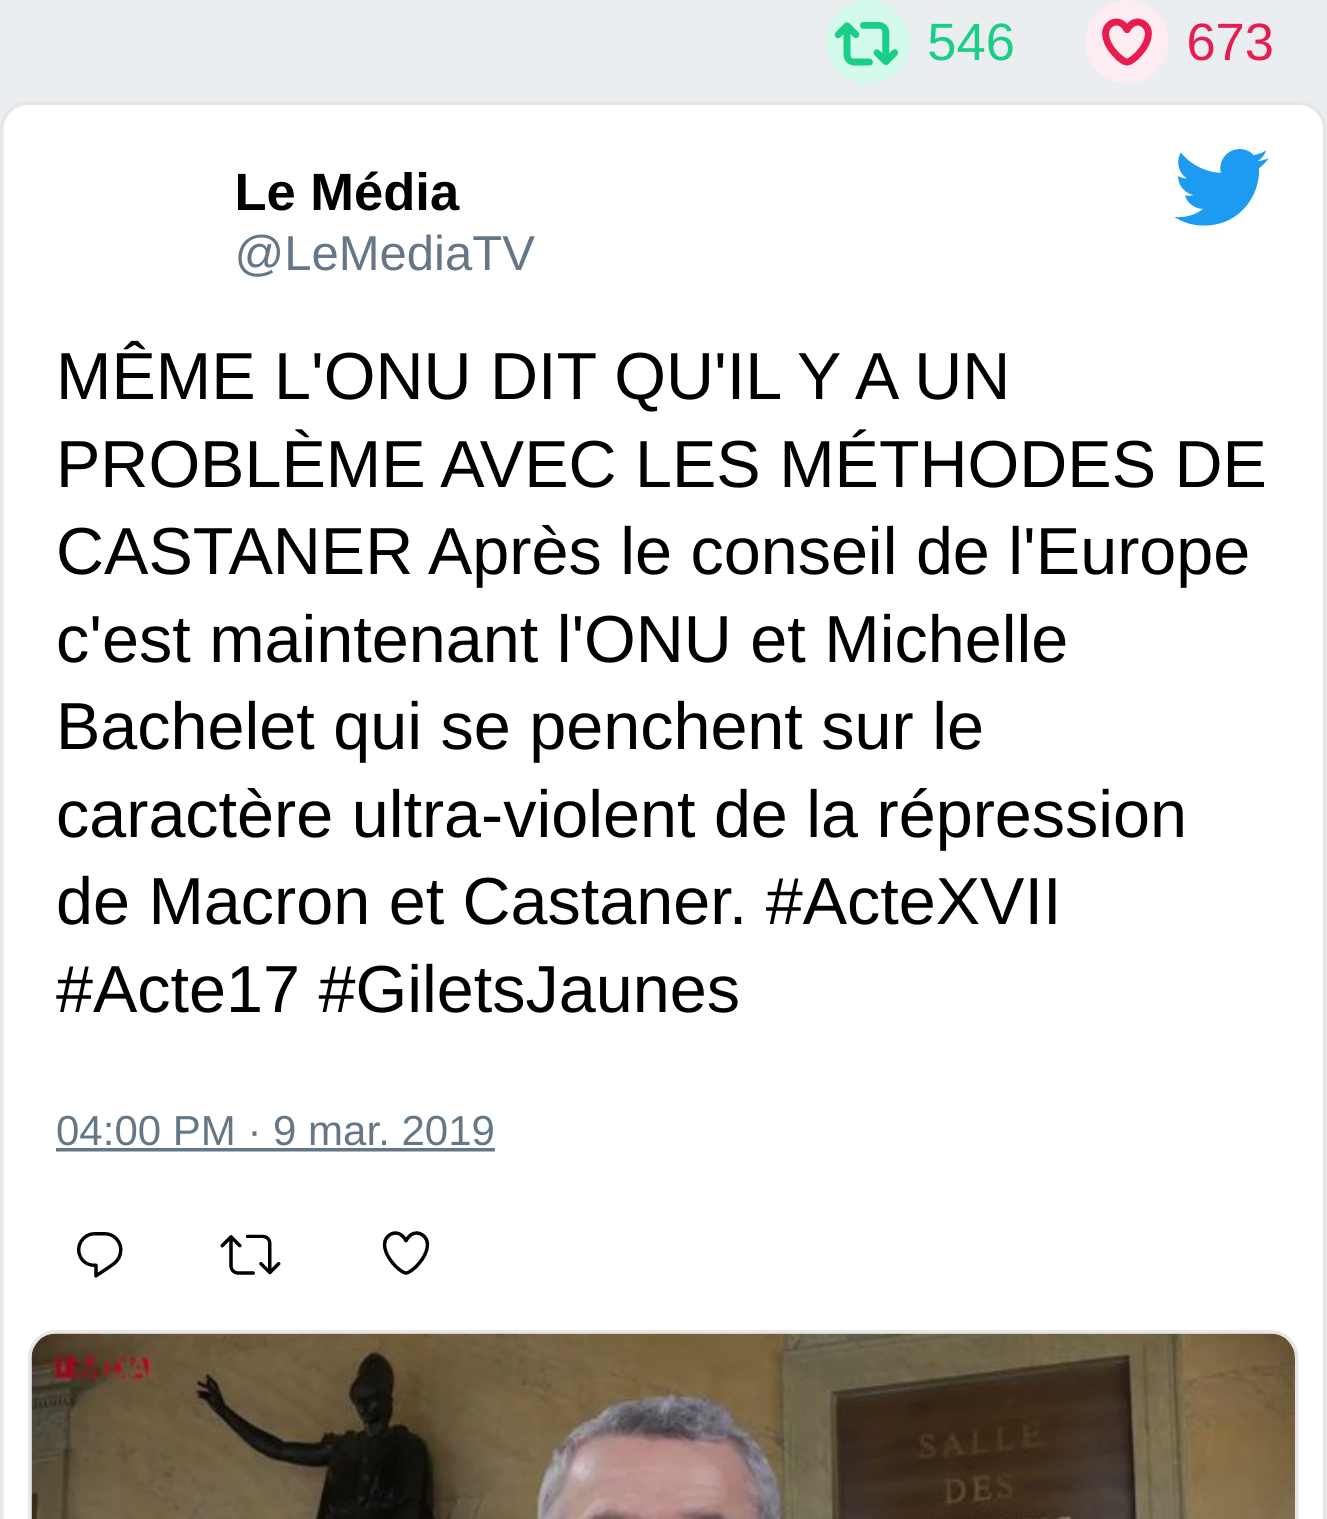 546 673
Le Média
@LeMediaTV
MÊME L'ONU DIT QU'IL Y A UN
PROBLÈME AVEC LES MÉTHODES DE
CASTANER Après le conseil de l'Europe
c'est maintenant l'ONU et Michelle
Bachelet qui se penchent sur le
caractère ultra-violent de la répression
de Macron et Castaner. #ActeXVII
#Acte17 #GiletsJaunes
04:00 PM · 9 mar. 2019
SALLE
DES